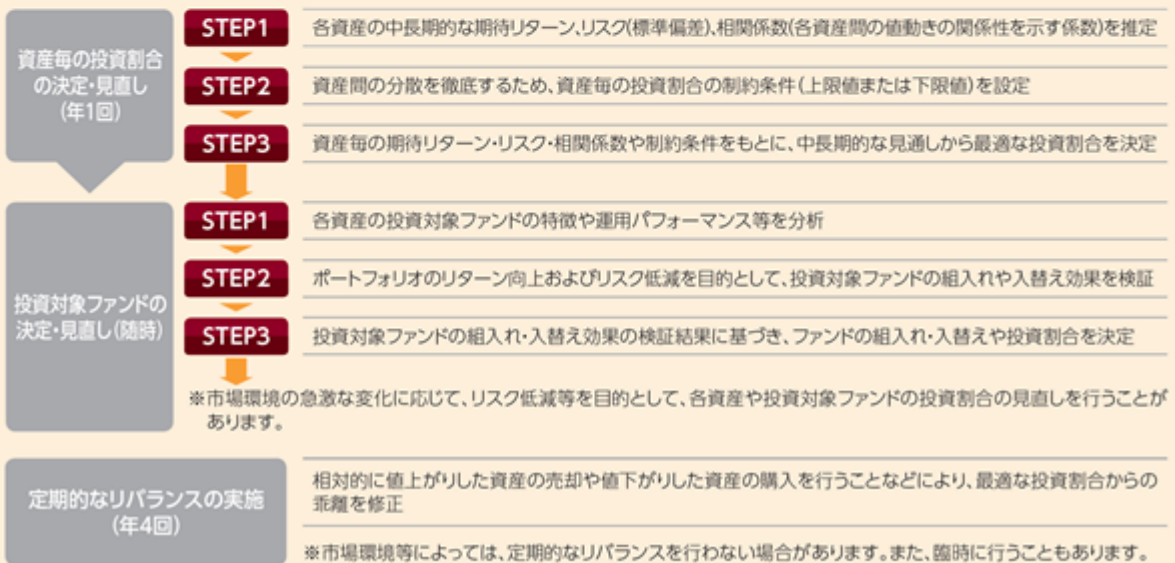 資産毎の投資割合
の決定・見直し
(年1回)
STEP1
各資産の中長期的な期待リターン、リスク(標準偏差)、相関係数(各資産間の値動きの関係性を示す係数)を推定
STEP2
資産間の分散を徹底するため、資産毎の投資割合の制約条件(上限値または下限値)を設定
STEP3
資産毎の期待リターン・リスク・相関係数や制約条件をもとに、中長期的な見通しから最適な投資割合を決定
投資対象ファンドの
決定・見直し(随時)
STEP1
各資産の投資対象ファンドの特徴や運用パフォーマンス等を分析
STEP2
ポートフォリオのリターン向上およびリスク低減を目的として、投資対象ファンドの組入れや入替え効果を検証
STEP3
投資対象ファンドの組入れ・入替え効果の検証結果に基づき、ファンドの組入れ・入替えや投資割合を決定
※市場環境の急激な変化に応じて、リスク低減等を目的として、各資産や投資対象ファンドの投資割合の見直しを行うことが
あります。
定期的なリバランスの実施
(年4回)
相対的に値上がりした資産の売却や値下がりした資産の購入を行うことなどにより、最適な投資割合からの
乖離を修正
※市場環境等によっては、定期的なリバランスを行わない場合があります。また、臨時に行うこともあります。